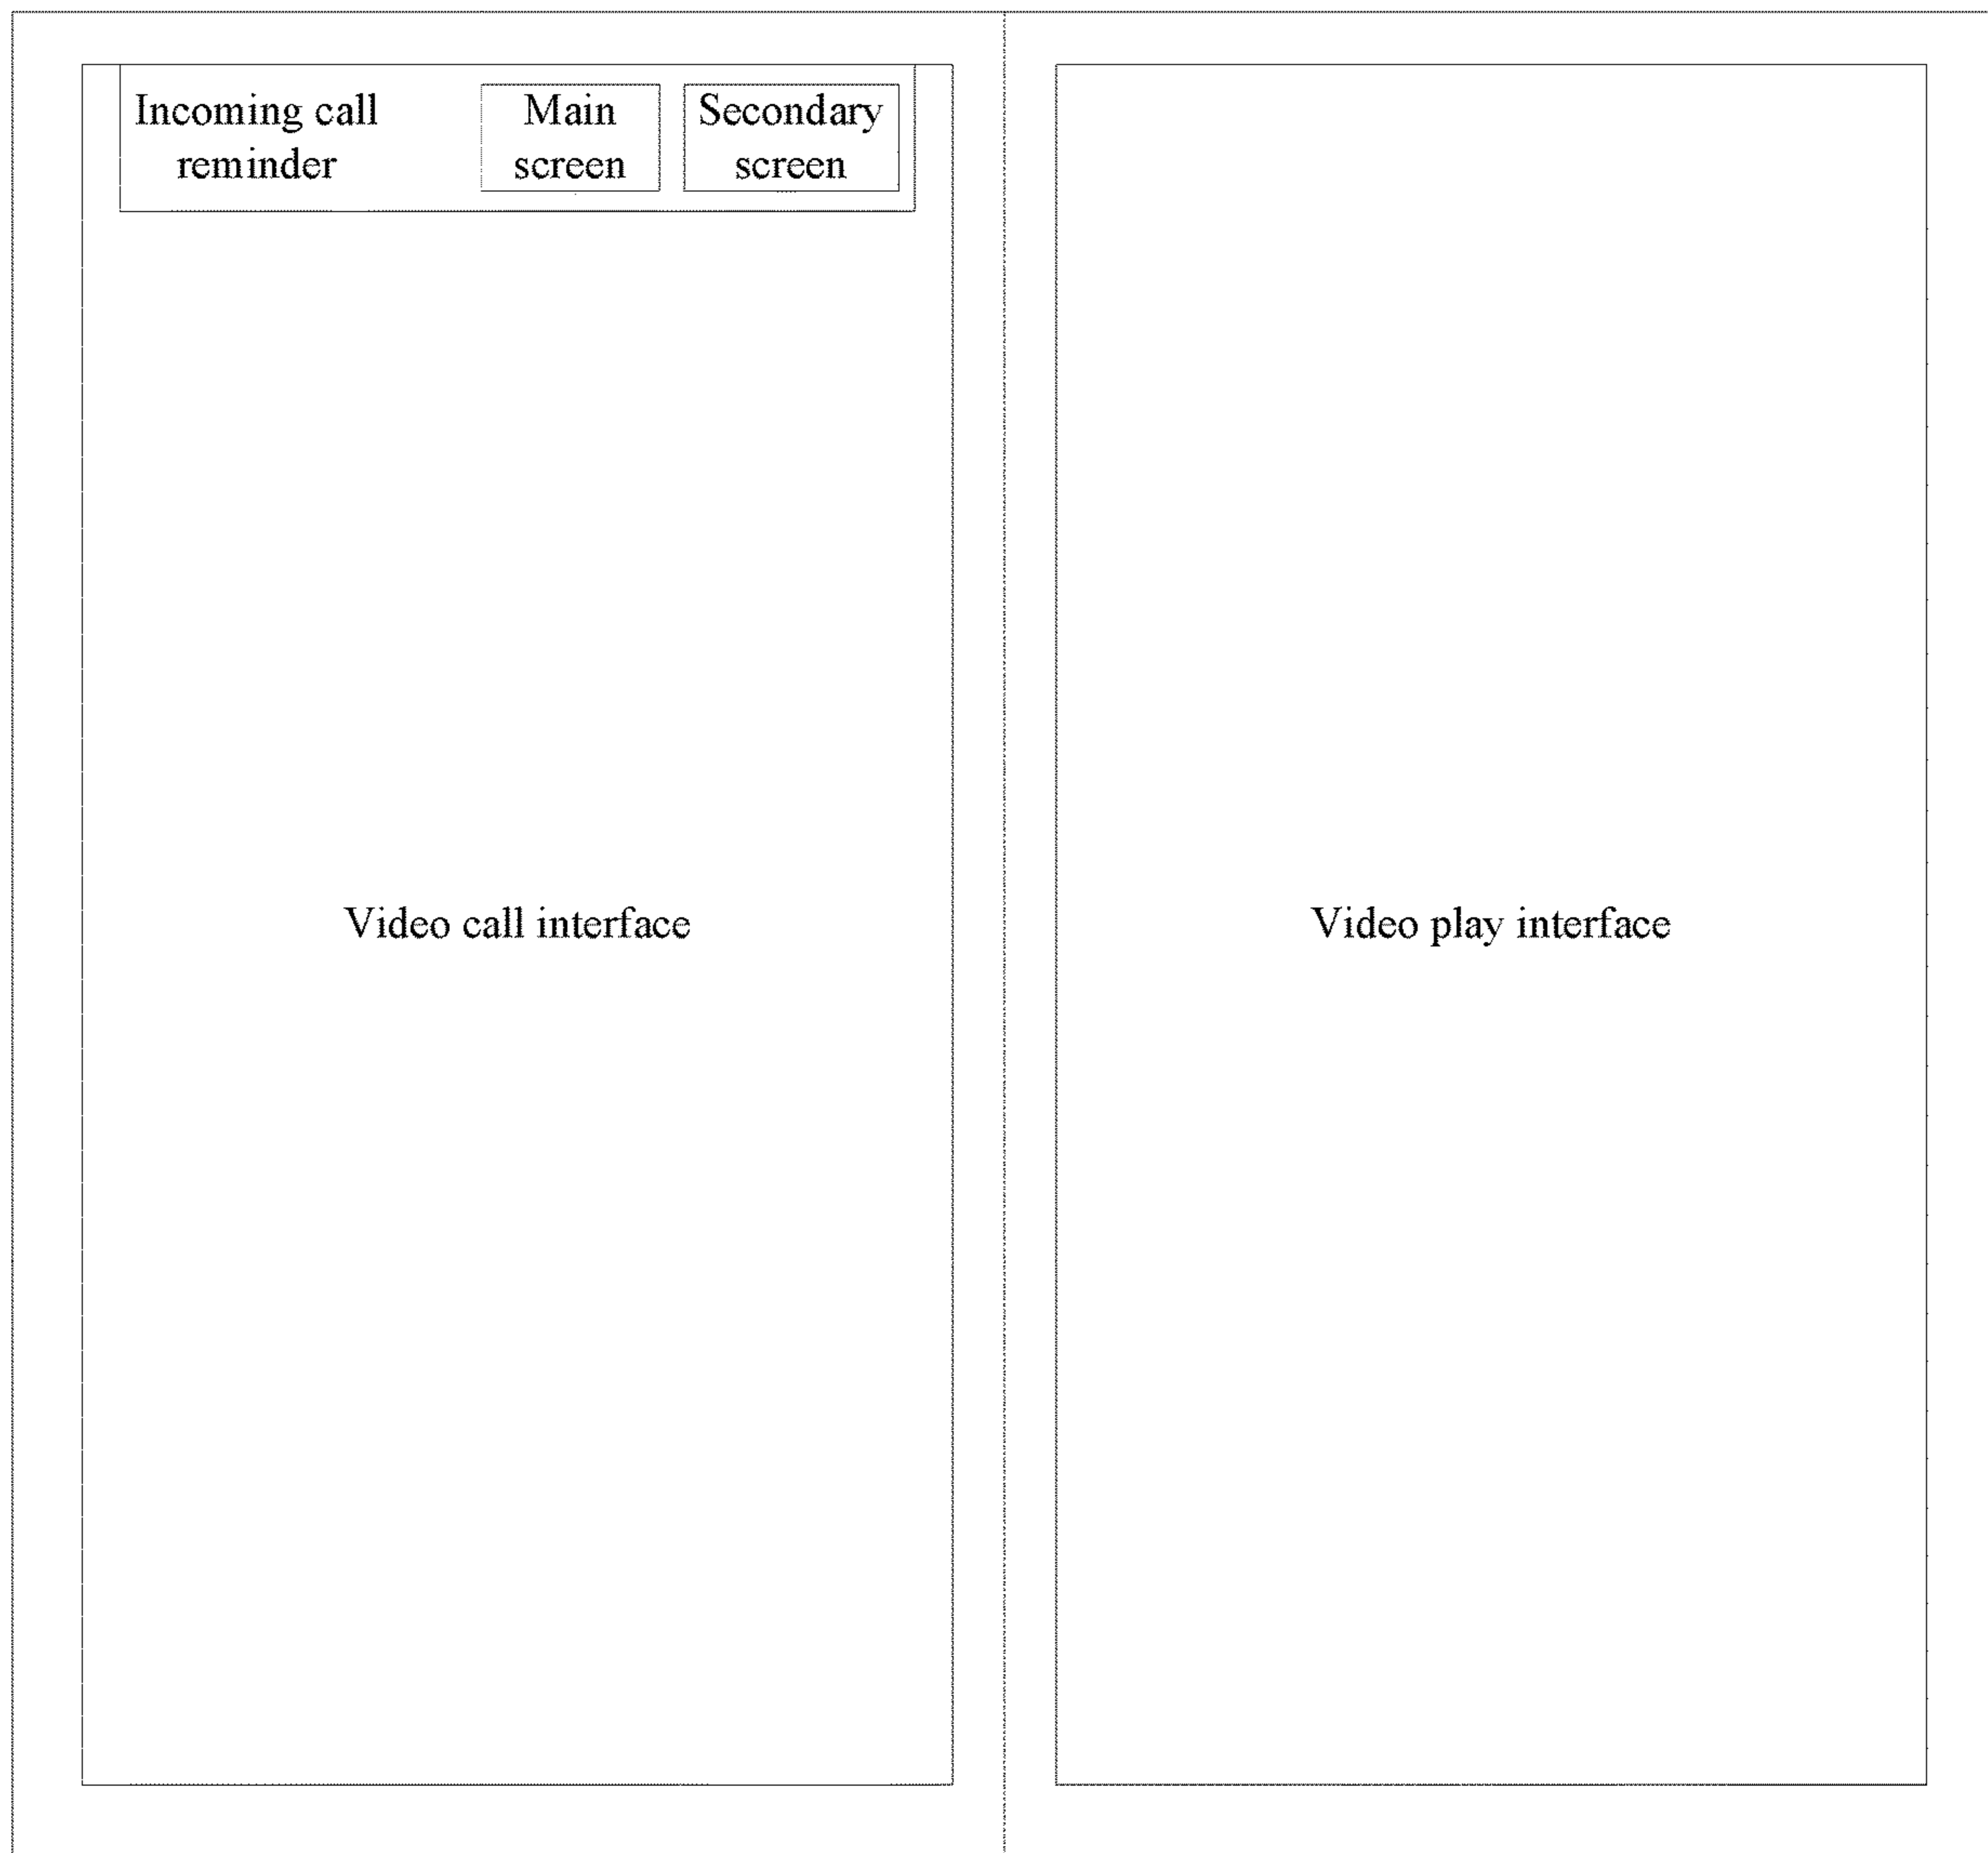 Incoming call
reminder
Main
screen
Secondary
screen
Video call interface
Video play interface